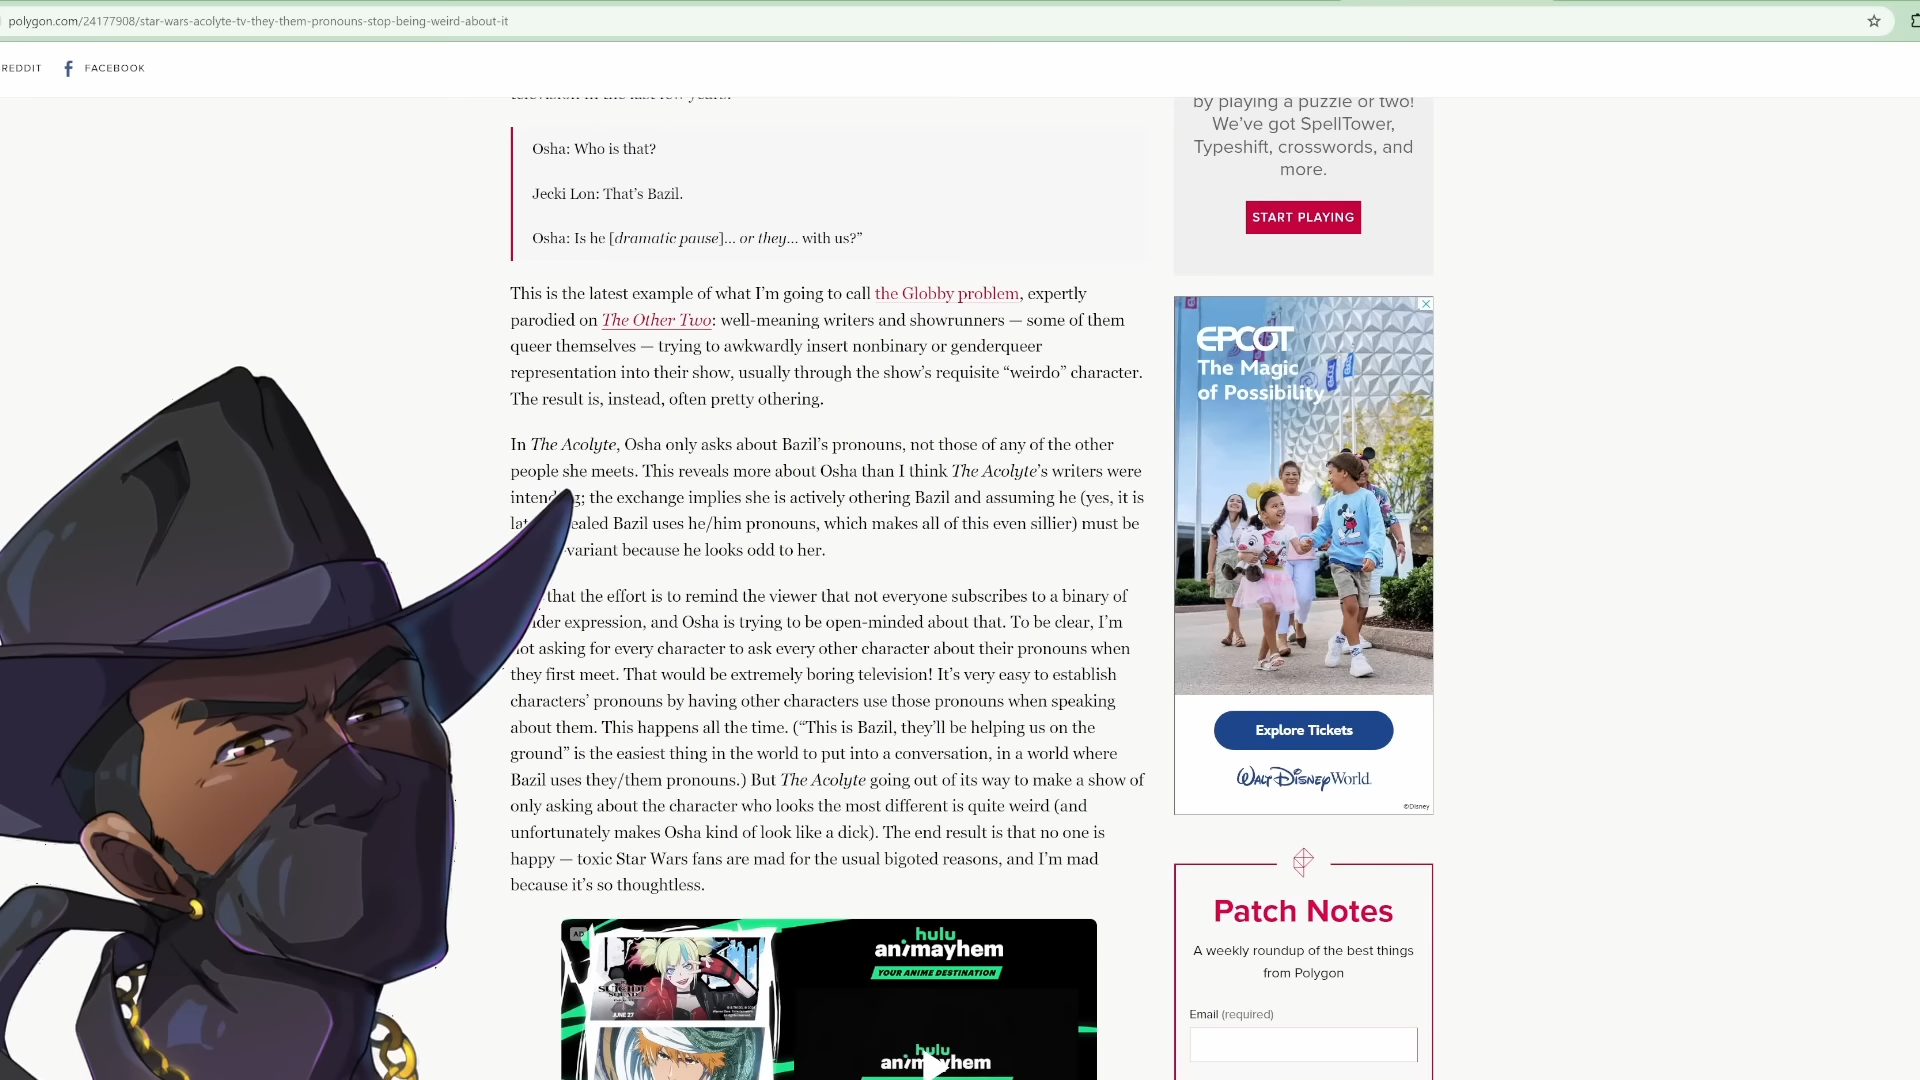 polygon.com/24177908/star-wars-acolyte-tv-they-them-pronouns-stop-being-weird-about-it
REDDIT
FACEBOOK
television in the last few years.
Osha: Who is that?
Jecki Lon: That’s Bazil.
Osha: Is he [dramatic pause]… or they… with us?”
This is the latest example of what I’m going to call the Globby problem, expertly
parodied on The Other Two: well-meaning writers and showrunners — some of them
queer themselves — trying to awkwardly insert nonbinary or genderqueer
representation into their show, usually through the show’s requisite “weirdo” character.
The result is, instead, often pretty othering.
In The Acolyte, Osha only asks about Bazil’s pronouns, not those of any of the other
people she meets. This reveals more about Osha than I think The Acolyte’s writers were
; the exchange implies she is actively othering Bazil and assuming he (yes, it is
Bazil uses he/him pronouns, which makes all of this even sillier) must be
-variant because he looks odd to her.
that the effort is to remind the viewer that not everyone subscribes to a binary of
expression, and Osha is trying to be open-minded about that. To be clear, I’m
not asking for every character to ask every other character about their pronouns when
they first meet. That would be extremely boring television! It’s very easy to establish
characters’ pronouns by having other characters use those pronouns when speaking
about them. This happens all the time. (“This is Bazil, they’ll be helping us on the
ground” is the easiest thing in the world to put into a conversation, in a world where
Bazil uses they/them pronouns.) But The Acolyte going out of its way to make a show of
only asking about the character who looks the most different is quite weird (and
unfortunately makes Osha kind of look like a dick). The end result is that no one is
happy — toxic Star Wars fans are mad for the usual bigoted reasons, and I’m mad
because it’s so thoughtless.
AD
SUICIDE SQUAD
JUNE 27
hulu
animayhem
YOUR ANIME DESTINATION
hulu
animayhem
by playing a puzzle or two!
We’ve got SpellTower,
Typeshift, crosswords, and
more.
START PLAYING
EPCOT
The Magic
of Possibility
Explore Tickets
Walt Disney World.
©Disney
Patch Notes
A weekly roundup of the best things
from Polygon
Email (required)